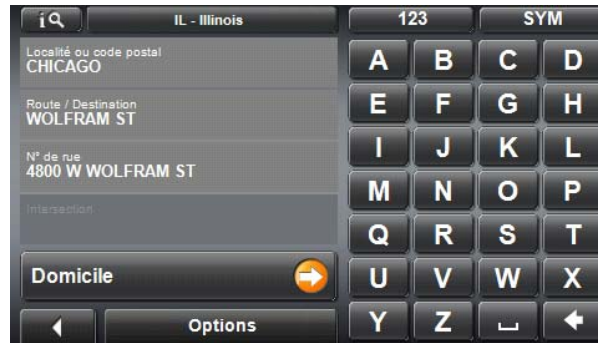 i
IL - Illinois
123
SYM
Localité ou code postal
CHICAGO
Route / Destination
WOLFRAM ST
N° de rue
4800 W WOLFRAM ST
Intersection
Domicile
Options
A B C D
E F G H
I J K L
M N O P
Q R S T
U V W X
Y Z